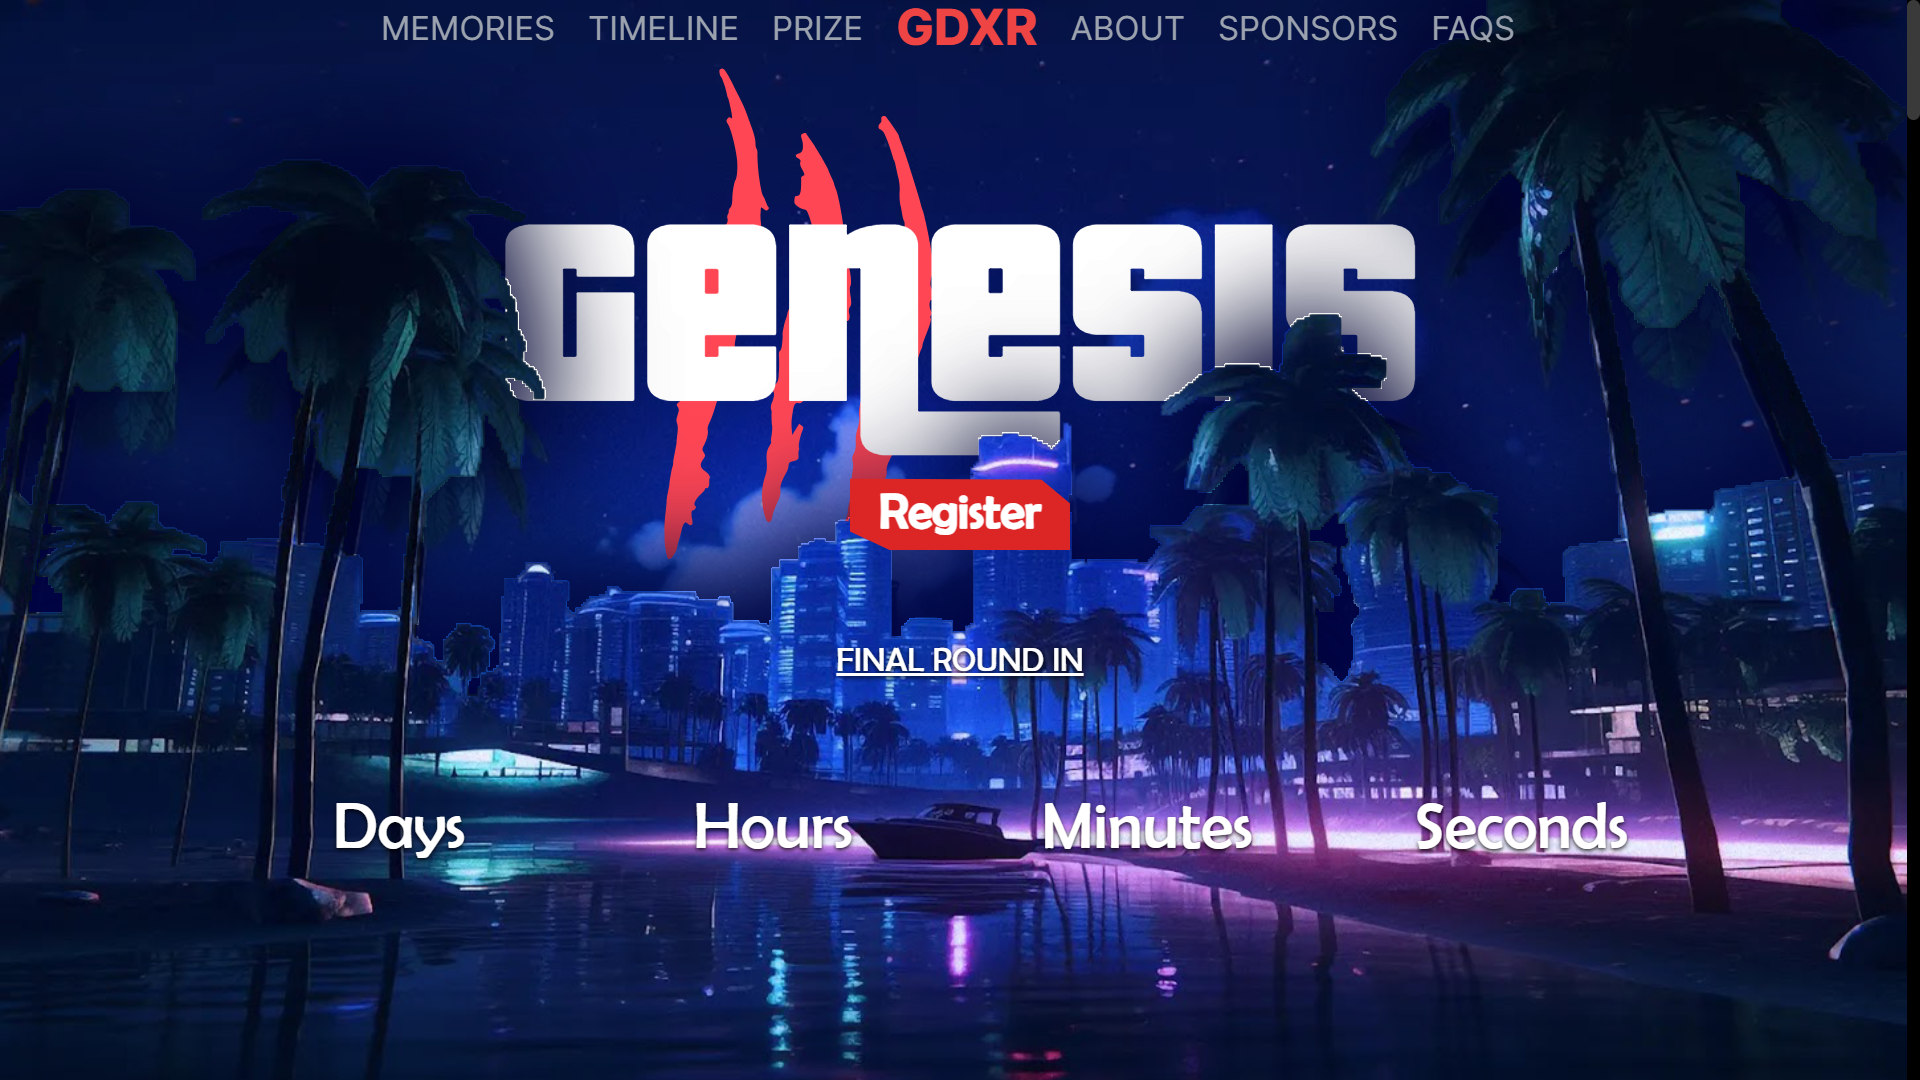 MEMORIES TIMELINE PRIZE GDXR ABOUT SPONSORS FAQS
Genesis
Register
FINAL ROUND IN
Days Hours Minutes Seconds